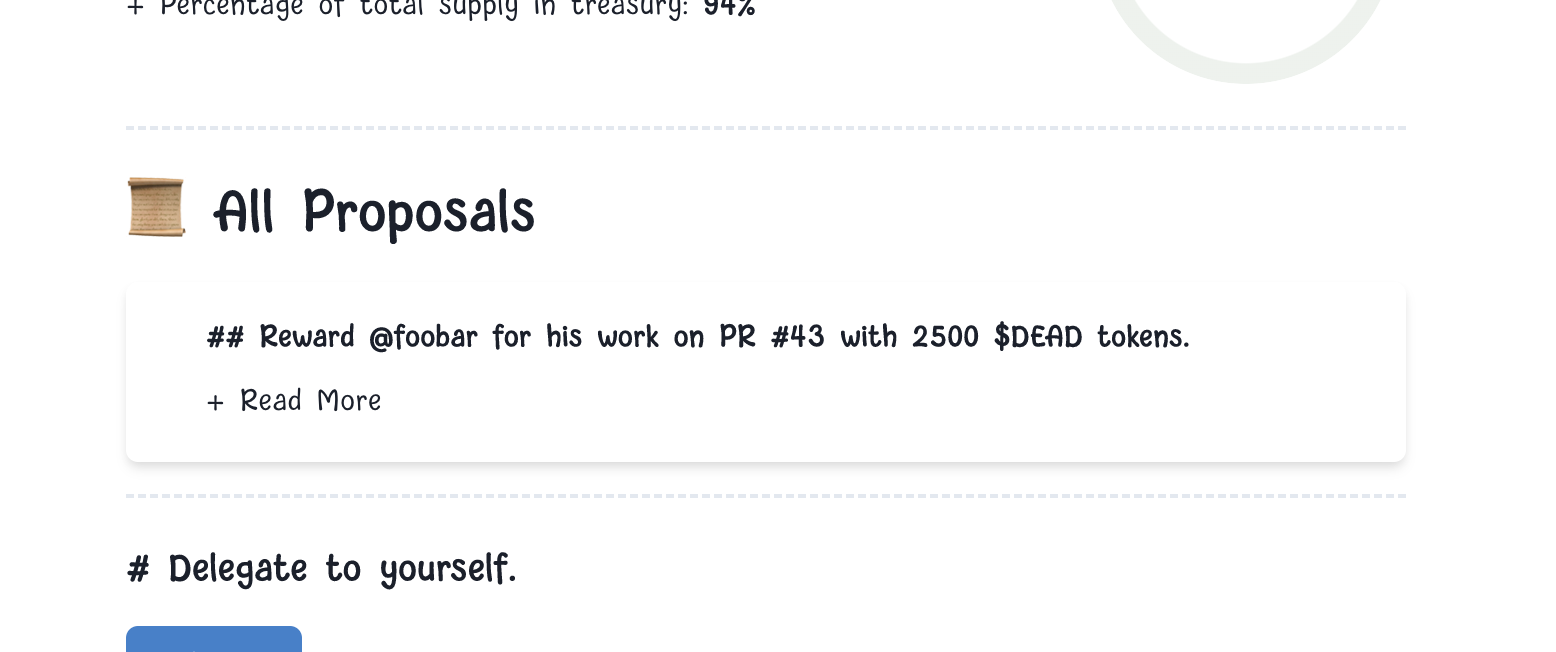 + Percentage of total supply in treasury: 94%
All Proposals
## Reward @foobar for his work on PR #43 with 2500 $DEAD tokens.
+ Read More
# Delegate to yourself.